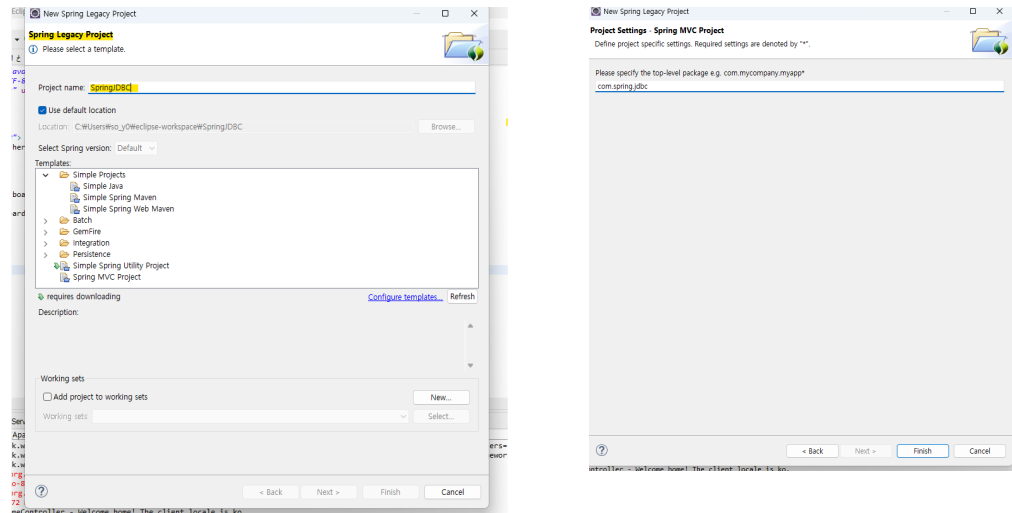 New Spring Legacy Project
Spring Legacy Project
Please select a template.
Project name: SpringJDBC
Use default location
Location: C:₩Users₩so_y0₩eclipse-workspace₩SpringJDBC
Browse...
Select Spring version: Default
Templates:
Simple Projects
Simple Java
Simple Spring Maven
Simple Spring Web Maven
Batch
GemFire
Integration
Persistence
Simple Spring Utility Project
Spring MVC Project
requires downloading
Configure templates...
Refresh
Description:
Working sets
Add project to working sets
New...
Working sets:
Select...
< Back
Next >
Finish
Cancel
meController - Welcome home! The client locale is ko.
New Spring Legacy Project
Project Settings - Spring MVC Project
Define project specific settings. Required settings are denoted by "*".
Please specify the top-level package e.g. com.mycompany.myapp*
com.spring.jdbc
< Back
Next >
Finish
Cancel
ntroller - Welcome home! The client locale is ko.